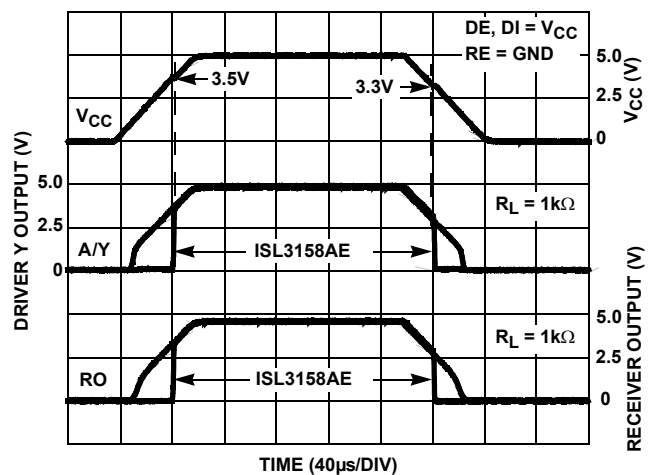 DE, DI = VCC
RE = GND
5.0
3.5V
3.3V
2.5
VCC
0
VCC (V)
DRIVER Y OUTPUT (V)
5.0
RL = 1kΩ
2.5
A/Y
ISL3158AE
0
RECEIVER OUTPUT (V)
5.0
RL = 1kΩ
2.5
RO
ISL3158AE
0
TIME (40µs/DIV)